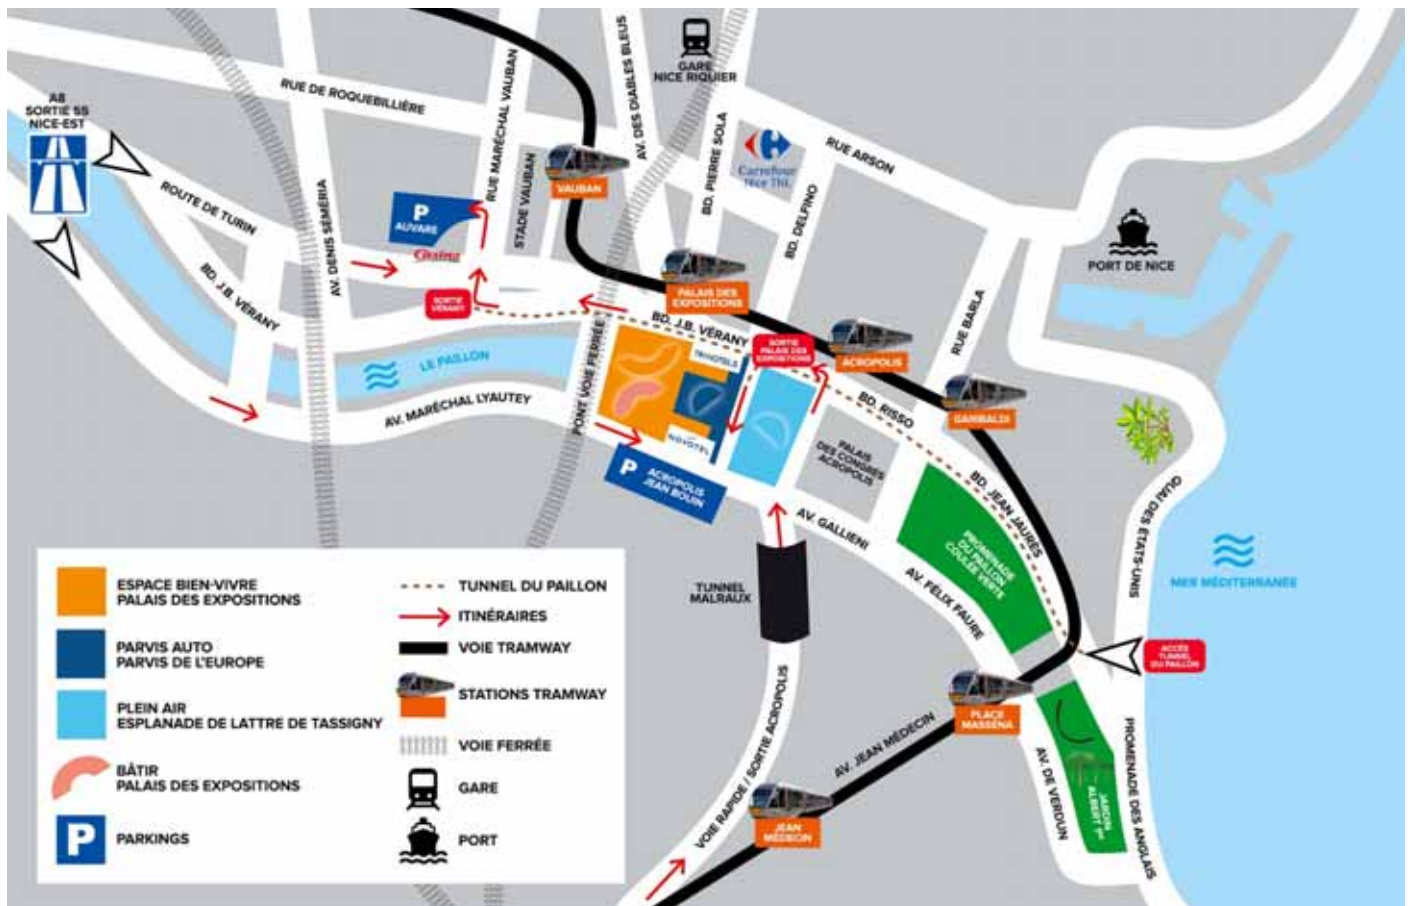 A8
SORTIE 55
NICE-EST
RUE DE ROQUEBILLIÈRE
RUE MARÉCHAL VAUBAN
AV. DES DIABLES BLEUS
GARE
NICE RIQUIER
BD. PIERRE SOLA
Carrefour
Nice TNL
RUE ARSON
BD. DELFINO
ROUTE DE TURIN
AV. DENIS SÉMÉRIA
P
AUVARE
Casino
STADE VAUBAN
VAUBAN
PORT DE NICE
BD. J.B. VÉRANY
SORTIE
VÉRANY
PALAIS DES
EXPOSITIONS
BD. J.B. VÉRANY
SORTIE
PALAIS DES
EXPOSITIONS
ACROPOLIS
RUE BARLA
LE PAILLON
PONT VOIE FERRÉE
NOVOTEL
AV. MARÉCHAL LYAUTEY
BD. RISSO
GARIBALDI
P
ACROPOLIS
JEAN BOUIN
PALAIS
DES CONGRÈS
ACROPOLIS
BD. JEAN JAURÈS
QUAI DES ÉTATS-UNIS
AV. GALLIENI
PROMENADE
DU PAILLON
COULÉE VERTE
AV. FÉLIX FAURE
MER MÉDITERRANÉE
TUNNEL
MALRAUX
ACCÈS
TUNNEL
DU PAILLON
PLACE
MASSÉNA
AV. JEAN MÉDECIN
VOIE RAPIDE / SORTIE ACROPOLIS
JEAN
MÉDECIN
AV. DE VERDUN
JARDIN
ALBERT 1er
PROMENADE DES ANGLAIS
ESPACE BIEN-VIVRE
PALAIS DES EXPOSITIONS
PARVIS AUTO
PARVIS DE L'EUROPE
PLEIN AIR
ESPLANADE DE LATTRE DE TASSIGNY
BÂTIR
PALAIS DES EXPOSITIONS
P
PARKINGS
TUNNEL DU PAILLON
ITINÉRAIRES
VOIE TRAMWAY
STATIONS TRAMWAY
VOIE FERRÉE
GARE
PORT